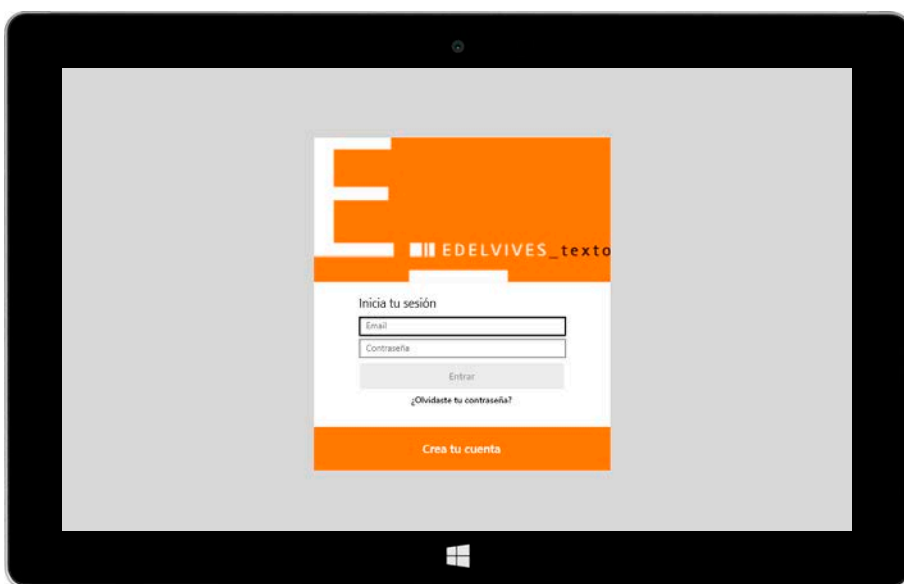 E
EDELVIVES_texto
Inicia tu sesión
Email
Contraseña
Entrar
¿Olvidaste tu contraseña?
Crea tu cuenta